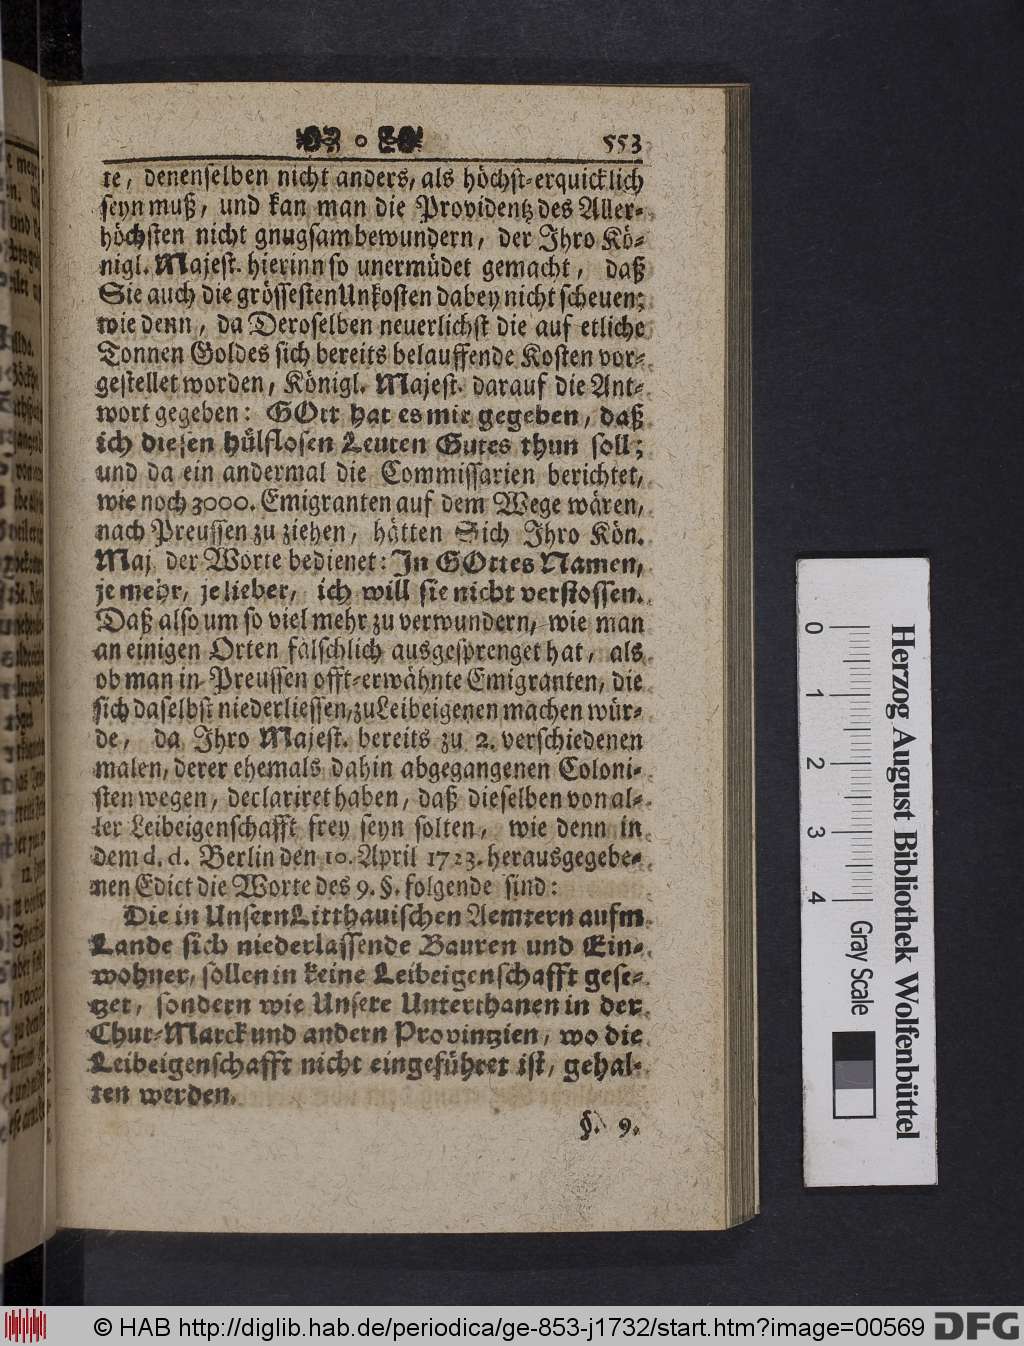 553
te, denenselben nicht anders, als höchst-erquicklich
seyn muß, und kan man die Providentz des Aller-
höchsten nicht gnugsam bewundern, der Ihro Kö-
nigl. Majest. hierinn so unermüdet gemacht, daß
Sie auch die grössesten Unkosten dabey nicht scheuen;
wie denn, da Deroselben neuerlichst die auf etliche
Tonnen Goldes sich bereits belauffende Kosten vor-
gestellet worden, Königl. Majest. darauf die Ant-
wort gegeben: GOtt hat es mir gegeben, daß
ich diesen hülflosen Leuten Gutes thun soll;
und da ein andermal die Commissarien berichtet,
wie noch 3000. Emigranten auf dem Wege wären,
nach Preussen zu ziehen, hätten Sich Ihro Kön.
Maj. der Worte bedienet: In GOttes Namen,
je mehr, je lieber, ich will sie nicht verstossen.
Daß also um so viel mehr zu verwundern, wie man
an einigen Orten fälschlich ausgesprenget hat, als
ob man in Preussen offt-erwähnte Emigranten, die
sich daselbst niederliessen, zu Leibeigenen machen wür-
de, da Ihro Majest. bereits zu 2. verschiedenen
malen, derer ehemals dahin abgegangenen Coloni-
sten wegen, declariret haben, daß dieselben von al-
ler Leibeigenschafft frey seyn solten, wie denn in
dem d. d. Berlin den 10. April 1723. herausgegebe-
nen Edict die Worte des 9. §. folgende sind:
Die in Unsern Litthauischen Aemtern aufm
Lande sich niederlassende Bauren und Ein-
wohner, sollen in keine Leibeigenschafft gese-
tzet, sondern wie Unsere Unterthanen in der
Chur-Marck und andern Provintzien, wo die
Leibeigenschafft nicht eingeführet ist, gehal-
ten werden.
§. 9.
0 1 2 3 4
Herzog August Bibliothek Wolfenbüttel
Gray Scale
© HAB http://diglib.hab.de/periodica/ge-853-j1732/start.htm?image=00569
DFG